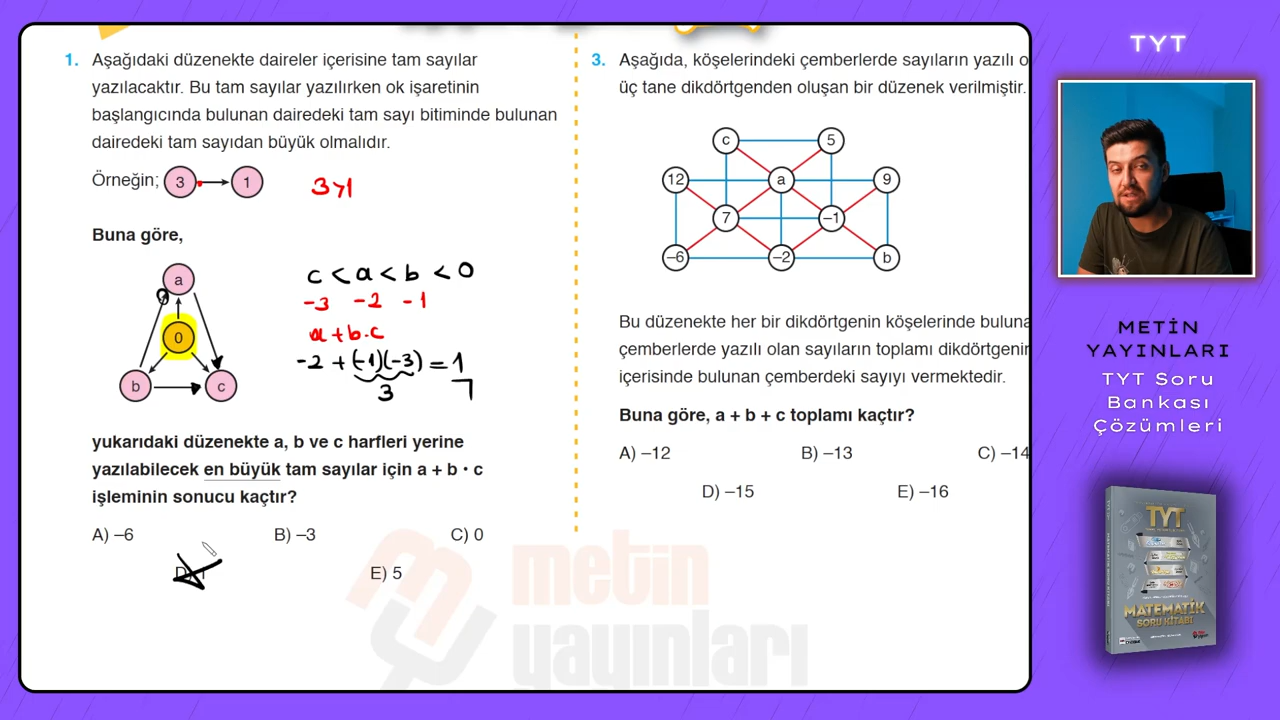 TYT
1. Aşağıdaki düzenekte daireler içerisine tam sayılar
yazılacaktır. Bu tam sayılar yazılırken ok işaretinin
başlangıcında bulunan dairedeki tam sayı bitiminde bulunan
dairedeki tam sayıdan büyük olmalıdır.
Örneğin; 3 1
3>1
Buna göre,
a
0
b c
c < a < b < 0
-3 -2 -1
a+b.c
-2 + (-1)(-3) = 1
3
yukarıdaki düzenekte a, b ve c harfleri yerine
yazılabilecek en büyük tam sayılar için a + b • c
işleminin sonucu kaçtır?
A) –6 B) –3 C) 0
E) 5
3. Aşağıda, köşelerindeki çemberlerde sayıların yazılı o
üç tane dikdörtgenden oluşan bir düzenek verilmiştir.
c 5
12 a 9
7 –1
–6 –2 b
Bu düzenekte her bir dikdörtgenin köşelerinde buluna
çemberlerde yazılı olan sayıların toplamı dikdörtgenin
içerisinde bulunan çemberdeki sayıyı vermektedir.
Buna göre, a + b + c toplamı kaçtır?
A) –12 B) –13 C) –14
D) –15 E) –16
metin
yayınları
METİN
YAYINLARI
TYT Soru
Bankası
Çözümleri
TYT
MATEMATİK
SORU KİTABI